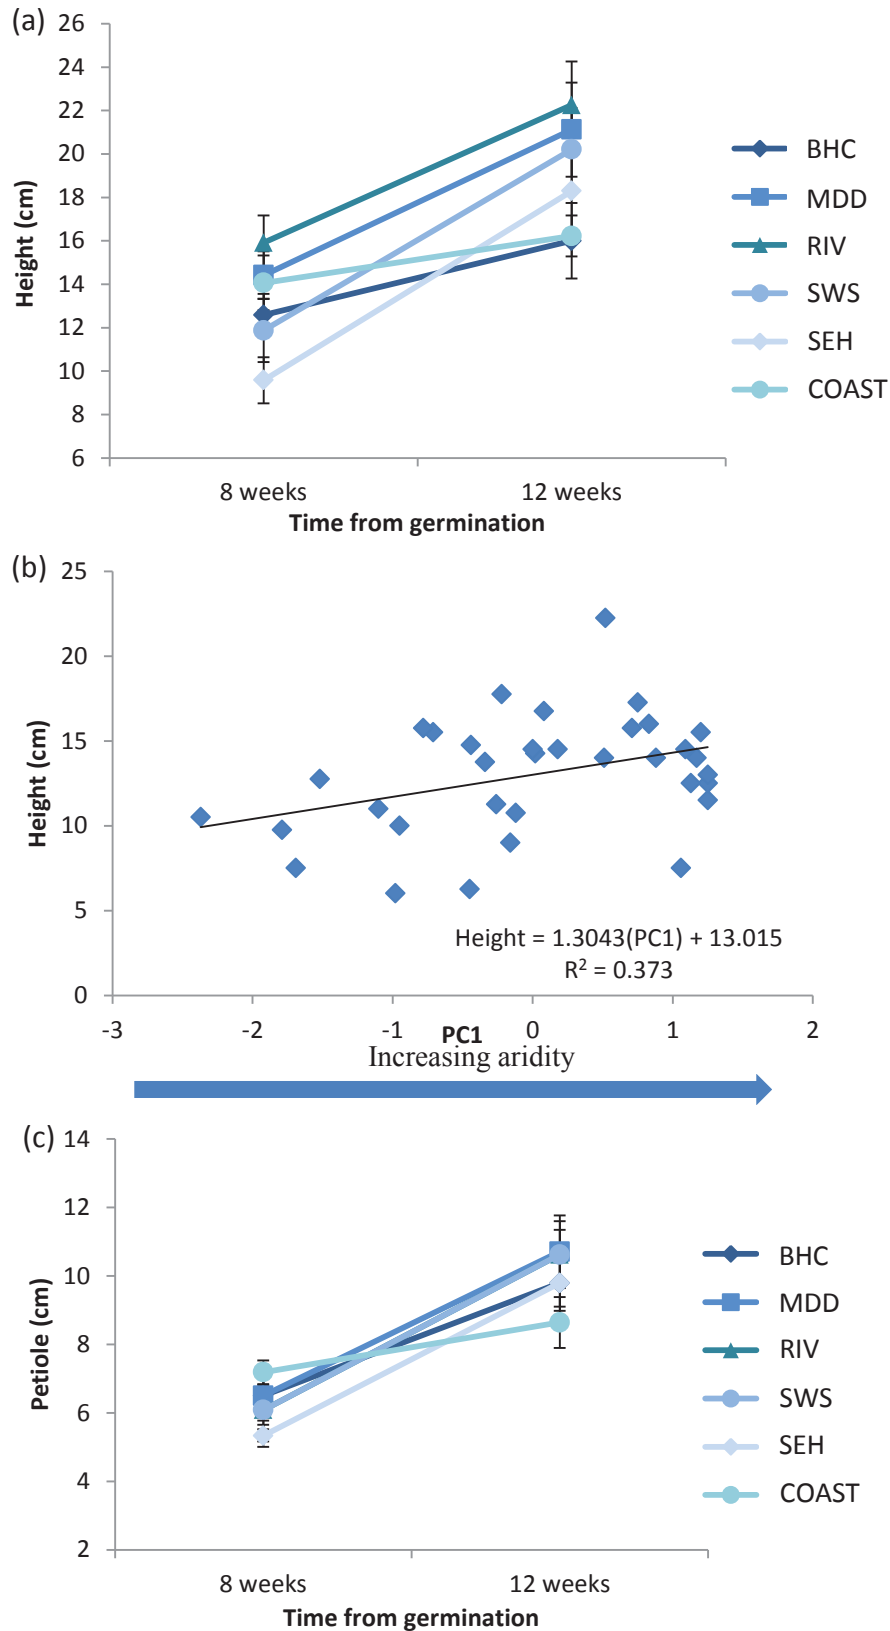 (a)
26
24
22
20
18
16
14
12
10
8
6
Height (cm)
8 weeks
12 weeks
Time from germination
BHC
MDD
RIV
SWS
SEH
COAST
(b)
25
20
15
10
5
0
Height (cm)
Height = 1.3043(PC1) + 13.015
R² = 0.373
-3
-2
-1
0
1
2
PC1
Increasing aridity
(c)
14
12
10
8
6
4
2
Petiole (cm)
8 weeks
12 weeks
Time from germination
BHC
MDD
RIV
SWS
SEH
COAST